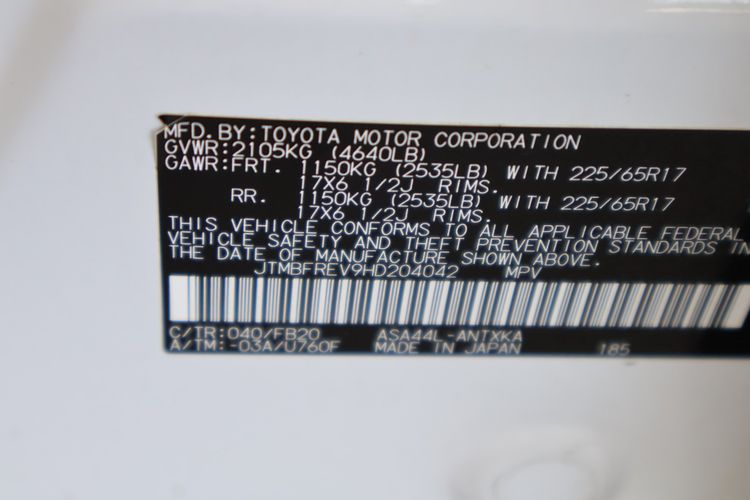 MFD. BY: TOYOTA MOTOR CORPORATION
GVWR: 2105KG (4640LB)
GAWR: FRT. 1150KG (2535LB) WITH 225/65R17
17X6 1/2J RIMS.
RR. 1150KG (2535LB) WITH 225/65R17
17X6 1/2J RIMS.
THIS VEHICLE CONFORMS TO ALL APPLICABLE FEDERAL
VEHICLE SAFETY AND THEFT PREVENTION STANDARDS IN
THE DATE OF MANUFACTURE SHOWN ABOVE.
JTMBFREV9HD204042 MPV
C/TR: 040/FB20 ASA44L-ANTXKA
A/TM: -03A/U760F MADE IN JAPAN 185